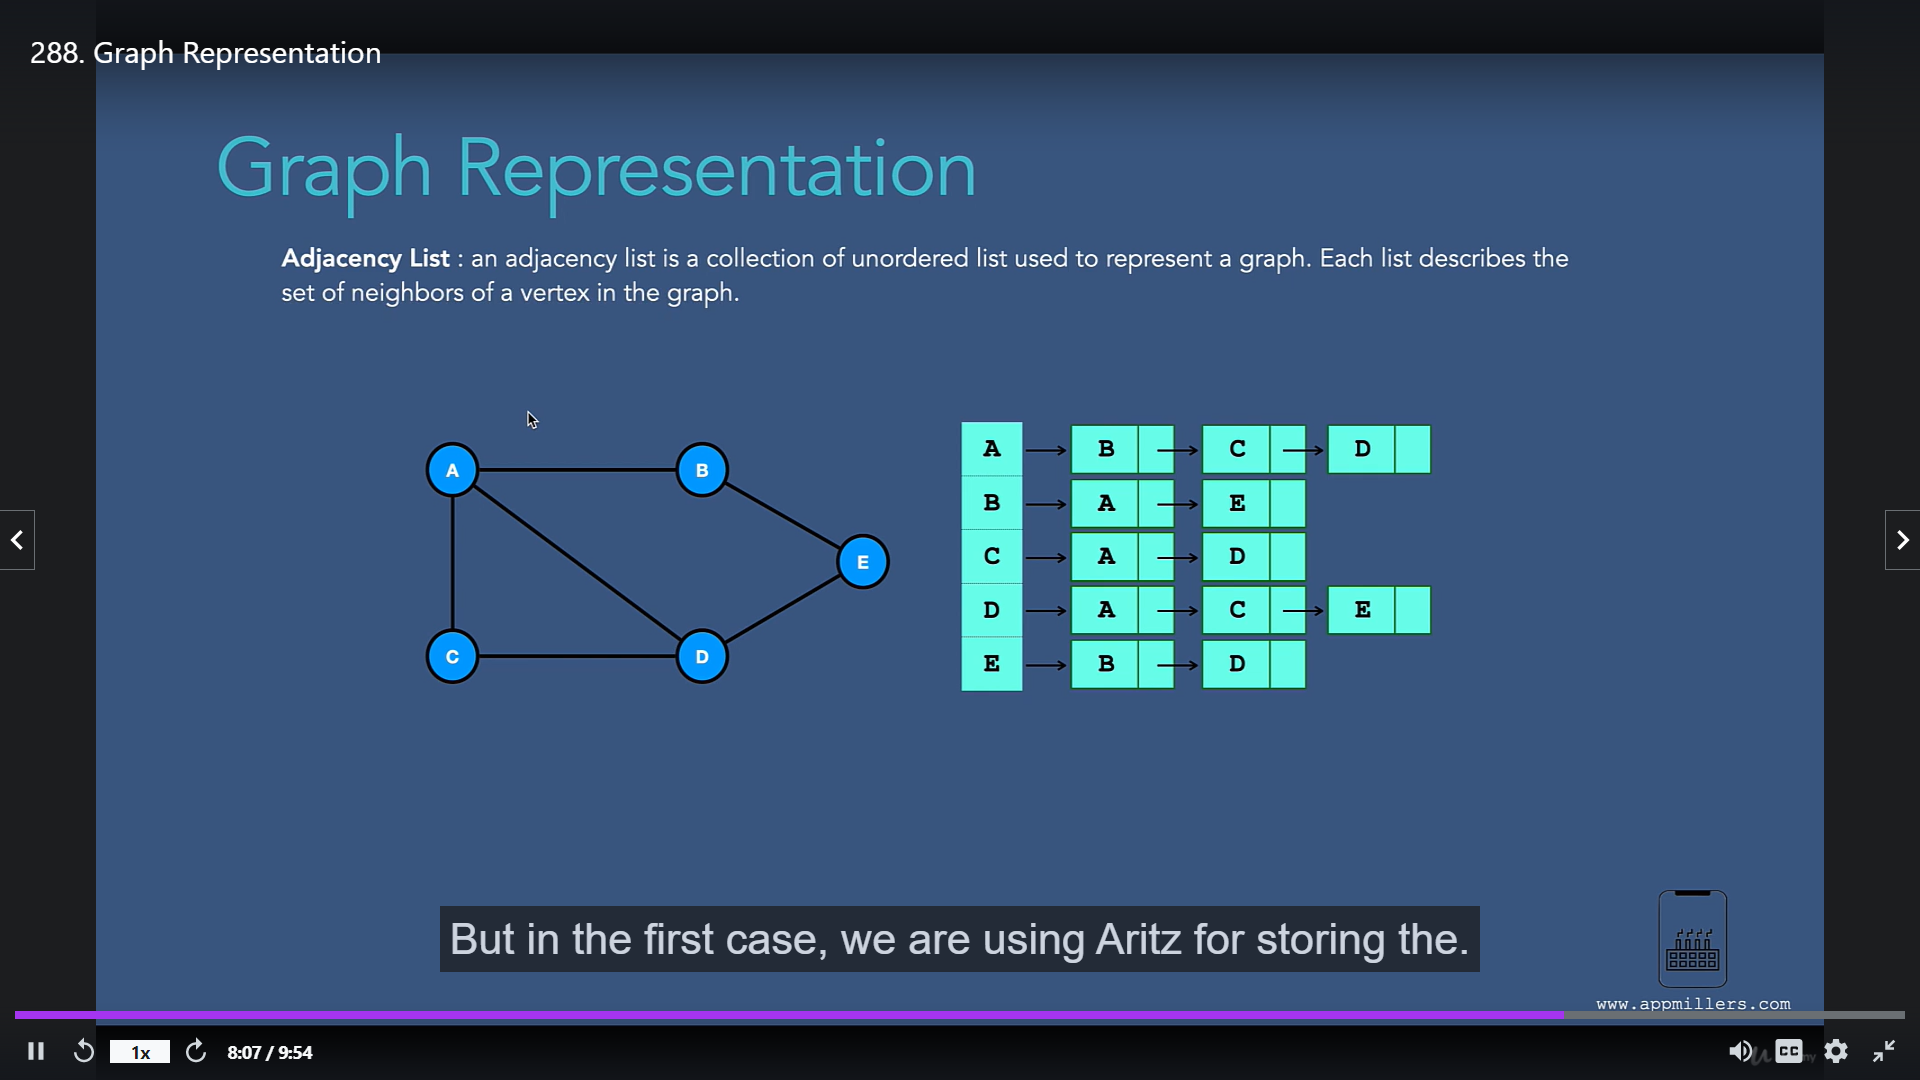 288. Graph Representation
Graph Representation
Adjacency List : an adjacency list is a collection of unordered list used to represent a graph. Each list describes the
set of neighbors of a vertex in the graph.
A
B
C
D
E
A B C D
B A E
C A D
D A C E
E B D
But in the first case, we are using Aritz for storing the.
www.appmillers.com
1x
8:07 / 9:54
CC